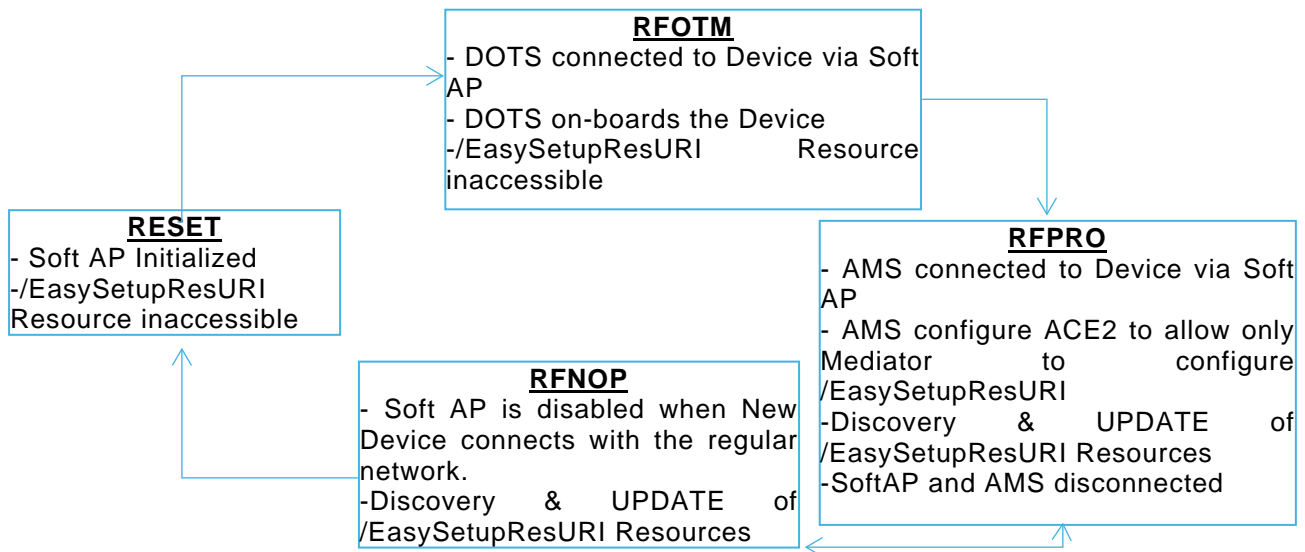 RFOTM
- DOTS connected to Device via Soft
AP
- DOTS on-boards the Device
-/EasySetupResURI Resource
inaccessible
RESET
- Soft AP Initialized
-/EasySetupResURI
Resource inaccessible
RFPRO
- AMS connected to Device via Soft
AP
- AMS configure ACE2 to allow only
Mediator to configure
/EasySetupResURI
-Discovery & UPDATE of
/EasySetupResURI Resources
-SoftAP and AMS disconnected
RFNOP
- Soft AP is disabled when New
Device connects with the regular
network.
-Discovery & UPDATE of
/EasySetupResURI Resources